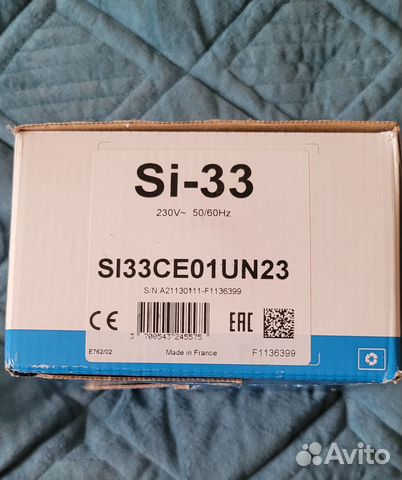 Si-33
230V~ 50/60Hz
SI33CE01UN23
S/N:A21130111-F1136399
CE
EAC
3 700543 245575
E762/02
Made in France
F1136399
Avito